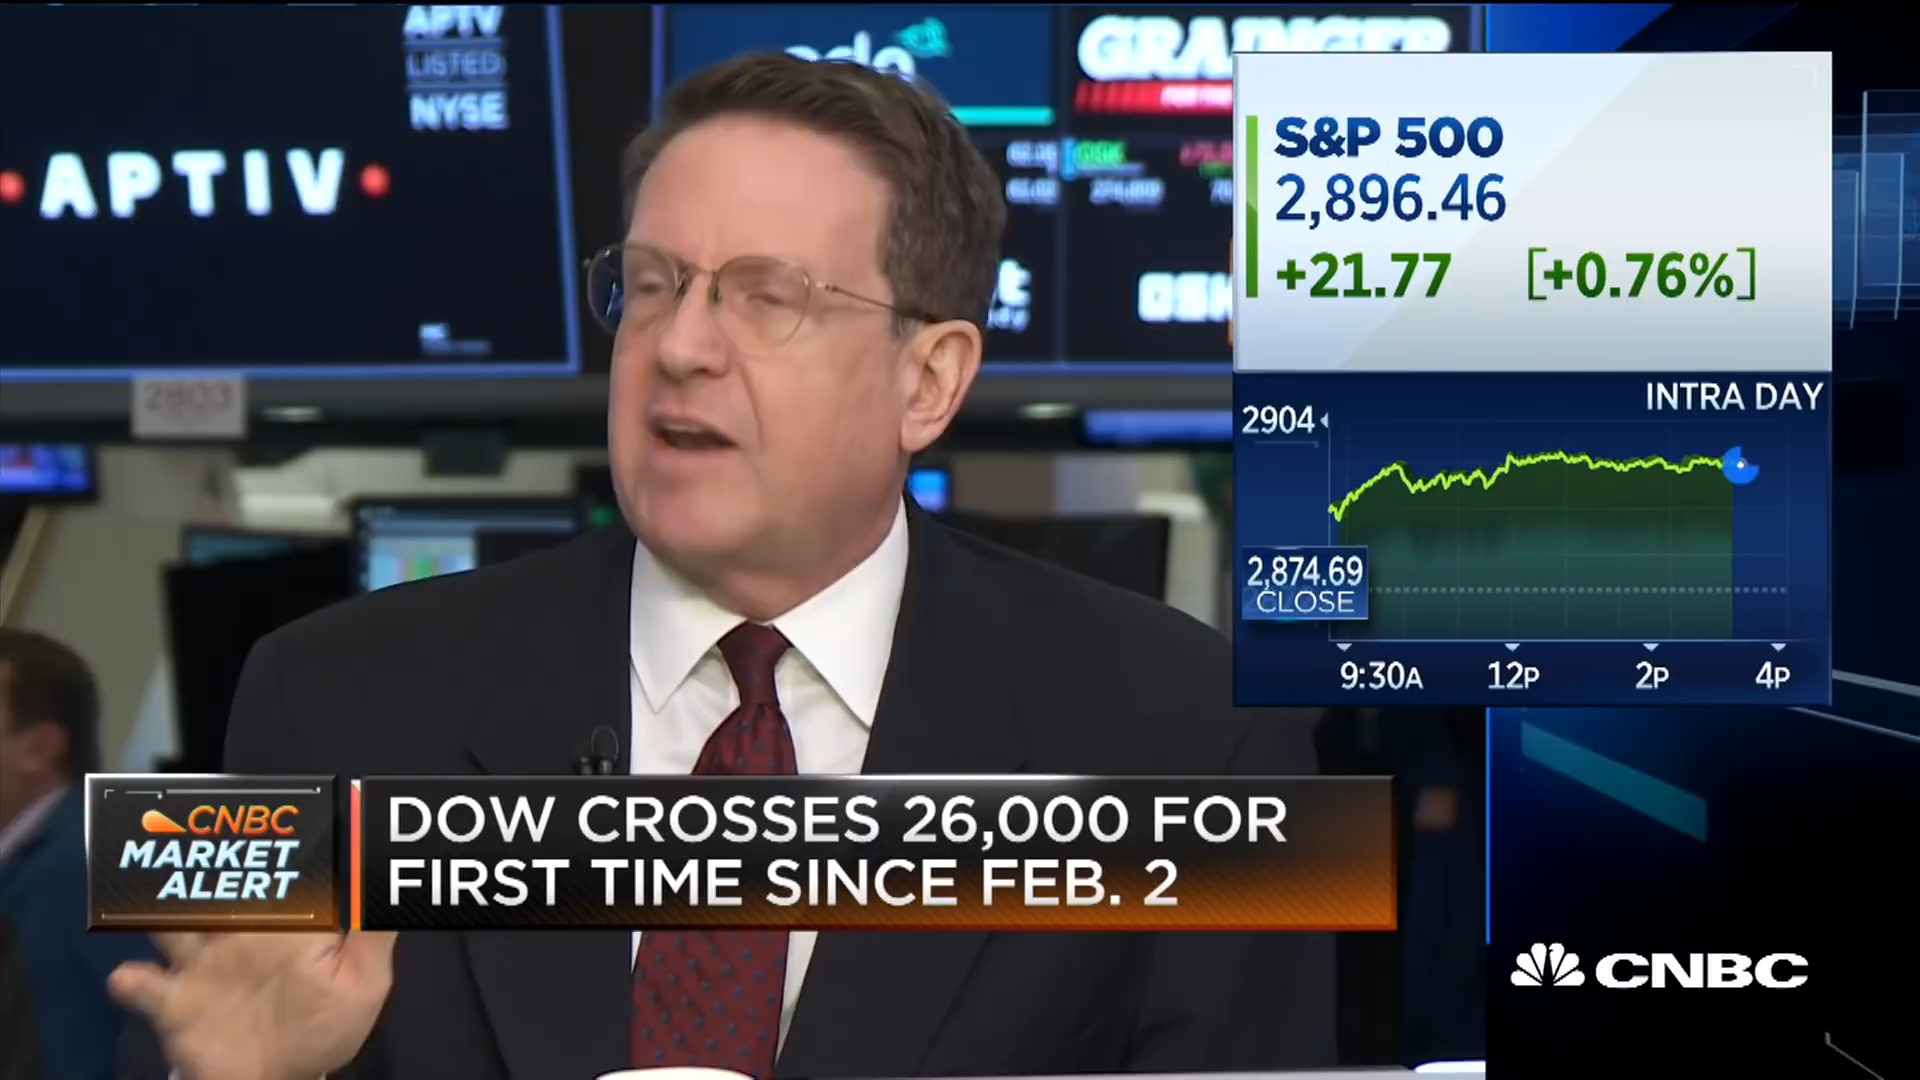 APTV
LISTED
NYSE
APTIV
GRAINGER
2803
S&P 500
2,896.46
+21.77 [+0.76%]
INTRA DAY
2904
2,874.69
CLOSE
9:30A 12P 2P 4P
CNBC
MARKET
ALERT
DOW CROSSES 26,000 FOR
FIRST TIME SINCE FEB. 2
CNBC